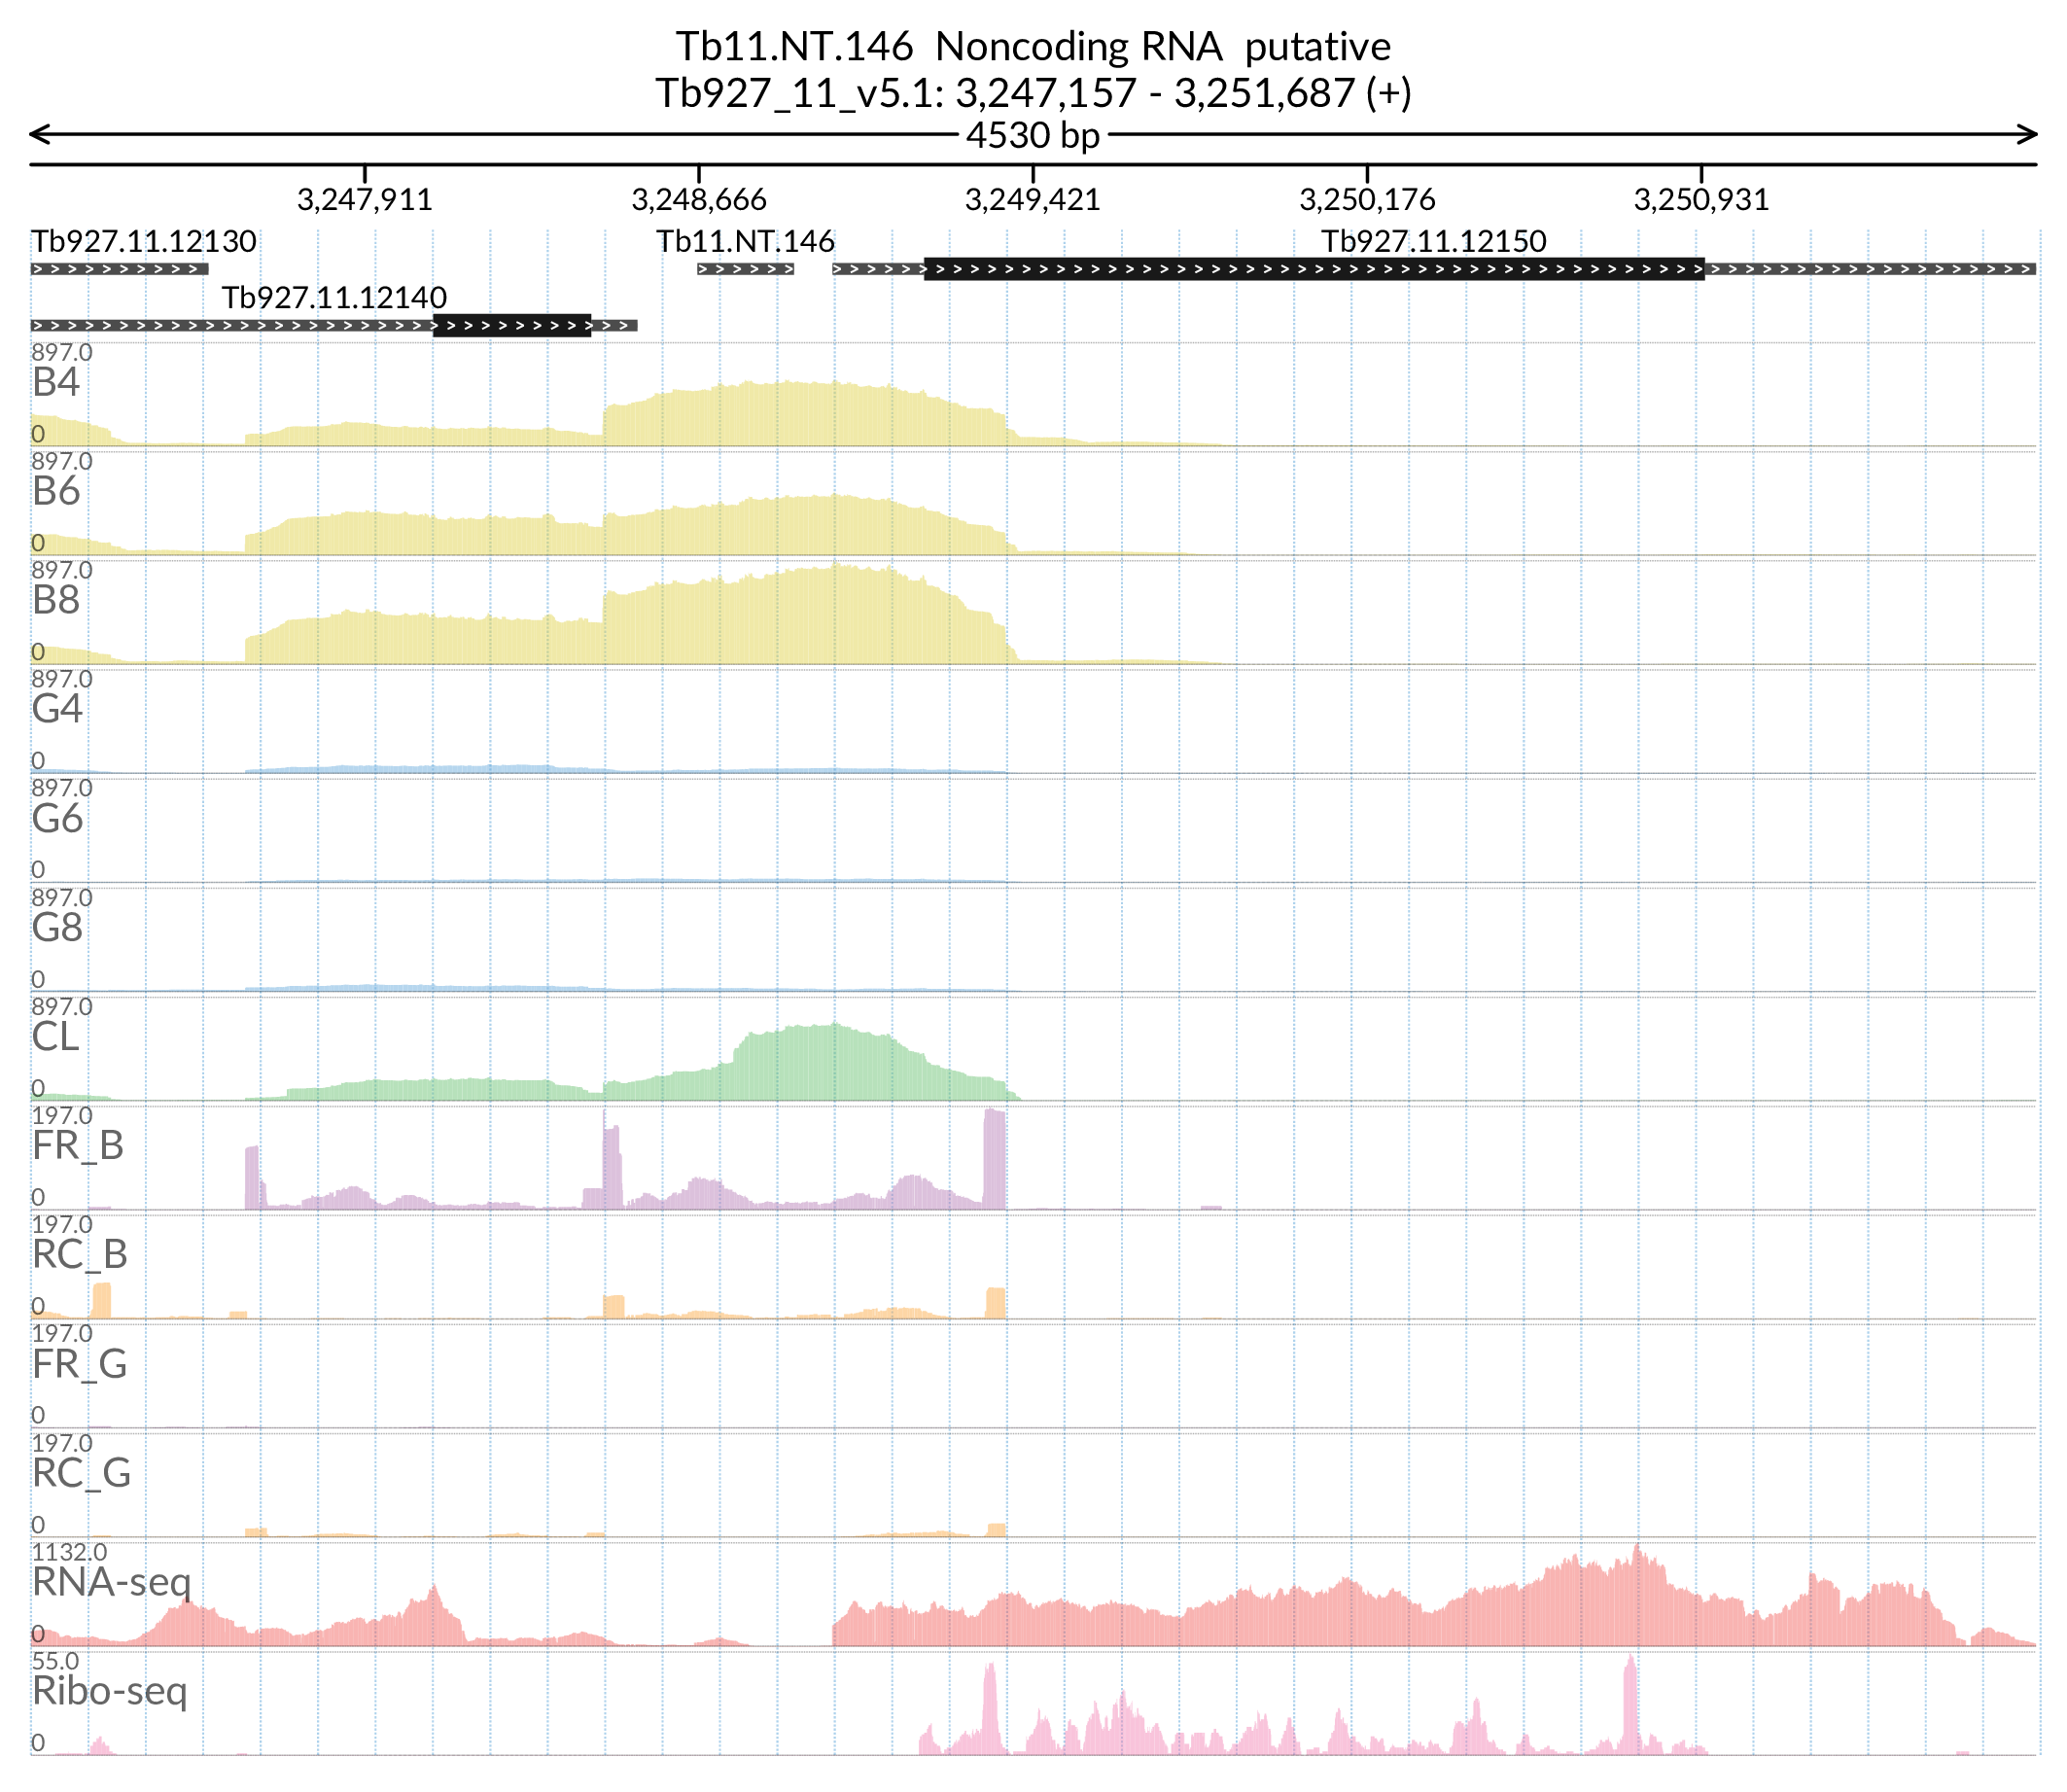 Tb11.NT.146 Noncoding RNA putative
Tb927_11_v5.1: 3,247,157 - 3,251,687 (+)
4530 bp
3,247,911 3,248,666 3,249,421 3,250,176 3,250,931
Tb927.11.12130 Tb11.NT.146 Tb927.11.12150
Tb927.11.12140
897.0
B4
0
897.0
B6
0
897.0
B8
0
897.0
G4
0
897.0
G6
0
897.0
G8
0
897.0
CL
0
197.0
FR_B
0
197.0
RC_B
0
197.0
FR_G
0
197.0
RC_G
0
1132.0
RNA-seq
0
55.0
Ribo-seq
0